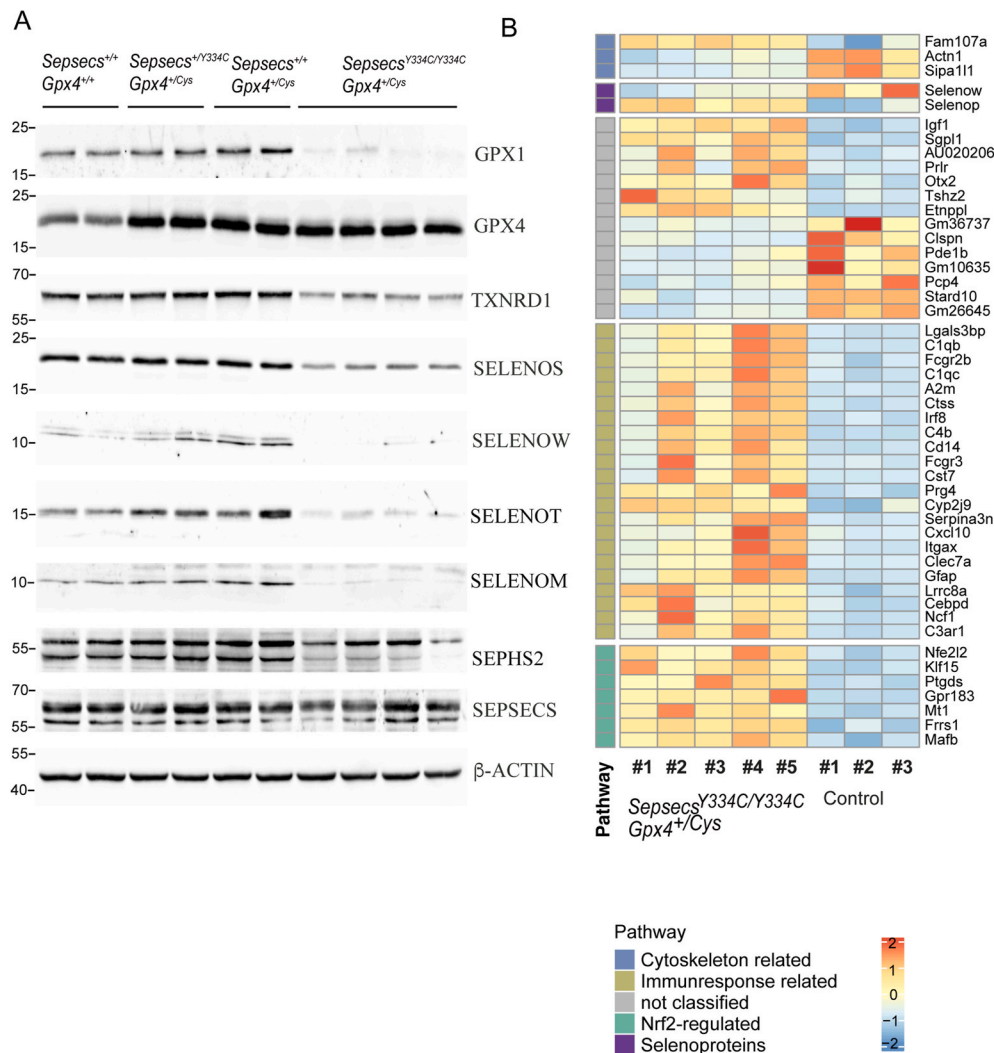 A
Sepsecs+/+
Gpx4+/+
Sepsecs+/Y334C
Gpx4+/Cys
Sepsecs+/+
Gpx4+/Cys
SepsecsY334C/Y334C
Gpx4+/Cys
25-
15-
GPX1
25-
15-
GPX4
70-
55-
TXNRD1
25-
15-
SELENOS
10-
SELENOW
15-
SELENOT
10-
SELENOM
55-
SEPHS2
70-
55-
SEPSECS
55-
40-
β-ACTIN
B
Fam107a
Actn1
Sipa1l1
Selenow
Selenop
Igf1
Sgpl1
AU020206
Prlr
Otx2
Tshz2
Etnppl
Gm36737
Clspn
Pde1b
Gm10635
Pcp4
Stard10
Gm26645
Lgals3bp
C1qb
Fcgr2b
C1qc
A2m
Ctss
Irf8
C4b
Cd14
Fcgr3
Cst7
Prg4
Cyp2j9
Serpina3n
Cxcl10
Itgax
Clec7a
Gfap
Lrrc8a
Cebpd
Ncf1
C3ar1
Nfe2l2
Klf15
Ptgds
Gpr183
Mt1
Frrs1
Mafb
Pathway
#1 #2 #3 #4 #5 #1 #2 #3
SepsecsY334C/Y334C
Gpx4+/Cys
Control
Pathway
Cytoskeleton related
Immunresponse related
not classified
Nrf2-regulated
Selenoproteins
2
1
0
−1
−2